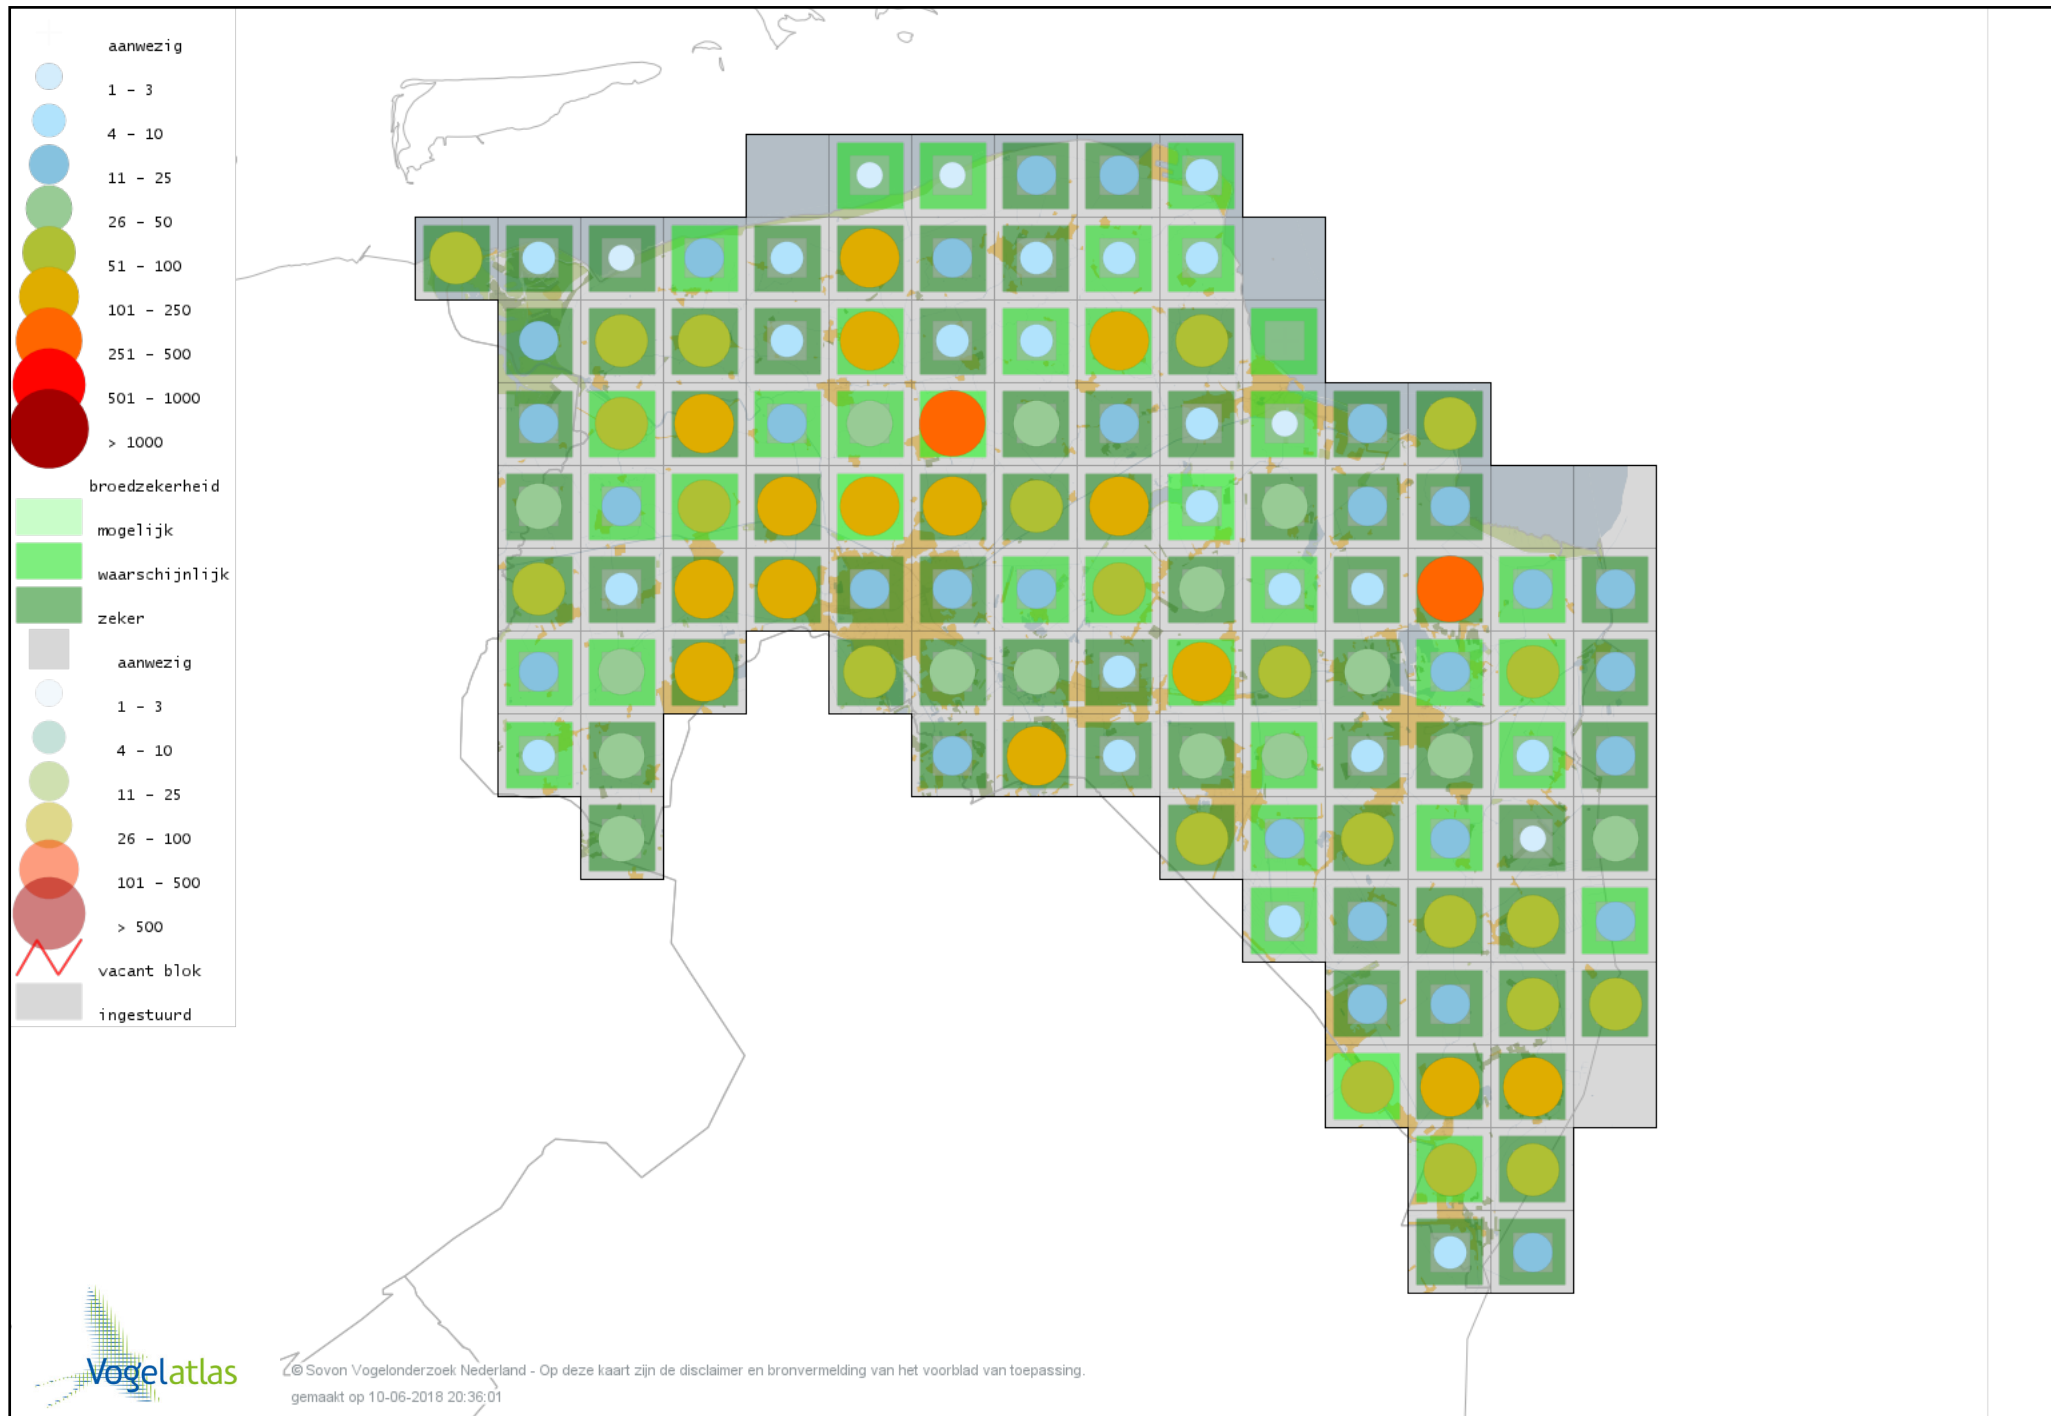 aanwezig
1 - 3
4 - 10
11 - 25
26 - 50
51 - 100
101 - 250
251 - 500
501 - 1000
> 1000
broedzekerheid
mogelijk
waarschijnlijk
zeker
aanwezig
1 - 3
4 - 10
11 - 25
26 - 100
101 - 500
> 500
vacant blok
ingestuurd
Vogelatlas
© Sovon Vogelonderzoek Nederland - Op deze kaart zijn de disclaimer en bronvermelding van het voorblad van toepassing.
gemaakt op 10-06-2018 20:36:01